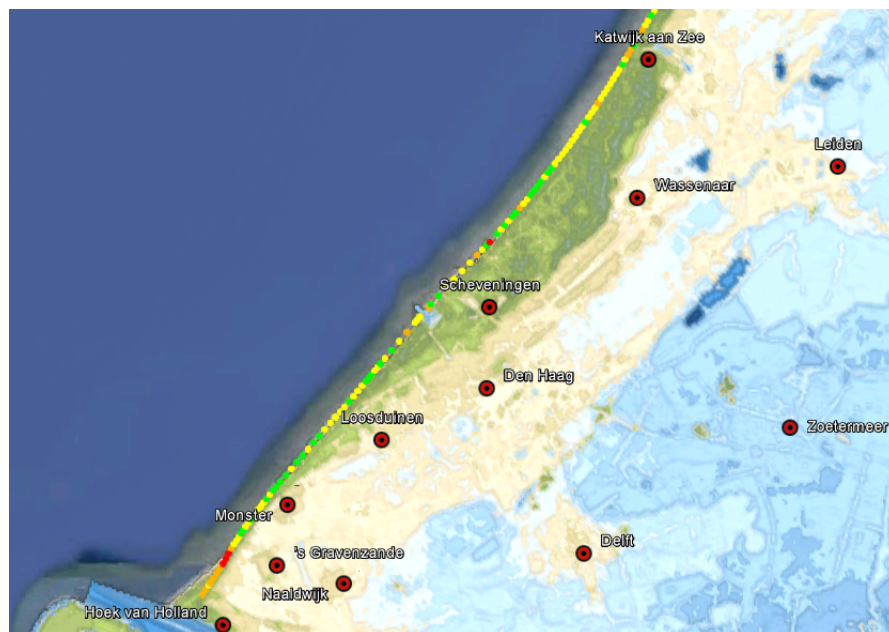 Katwijk aan Zee
Leiden
Wassenaar
Scheveningen
Den Haag
Loosduinen
Zoetermeer
Monster
's Gravenzande
Delft
Naaldwijk
Hoek van Holland